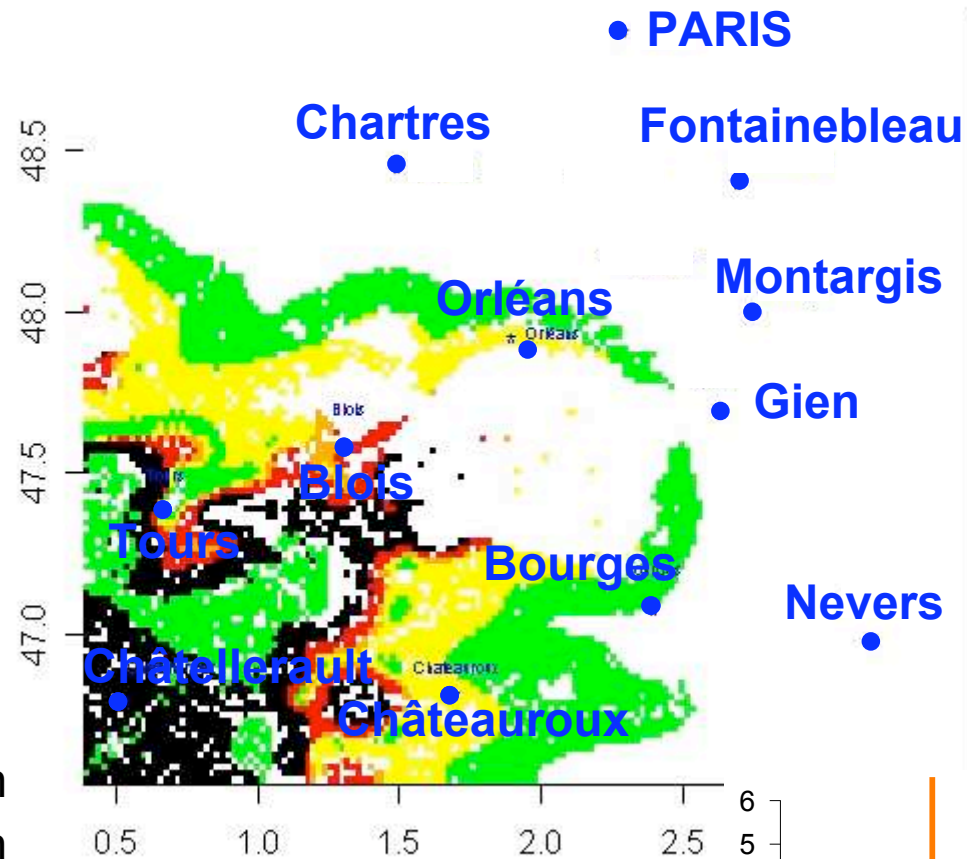 PARIS
Chartres
Fontainebleau
48.5
Montargis
Orléans
48.0
Orléans
Gien
Blois
47.5
Blois
Tours
Tours
Bourges
Nevers
47.0
Châtellerault
Chateauroux
Châteauroux
n
6
n
0.5
1.0
1.5
2.0
2.5
5